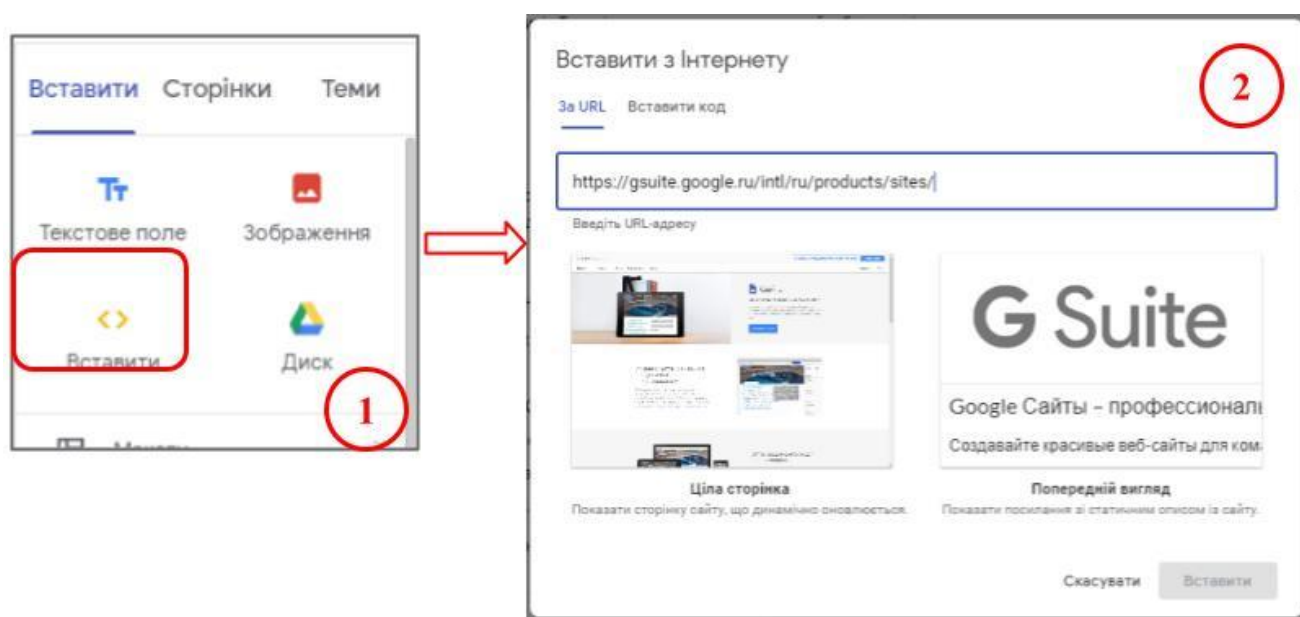 Вставити Сторінки Теми
Текстове поле Зображення
Вставити Диск
1
Вставити з Інтернету
2
За URL Вставити код
https://gsuite.google.ru/intl/ru/products/sites/
Введіть URL-адресу
G Suite
Google Сайты – профессиональ
Создавайте красивые веб-сайты для ком
Ціла сторінка
Показати сторінку сайту, що динамічно оновлюється.
Попередній вигляд
Показати посилання зі статичним описом із сайту.
Скасувати Вставити